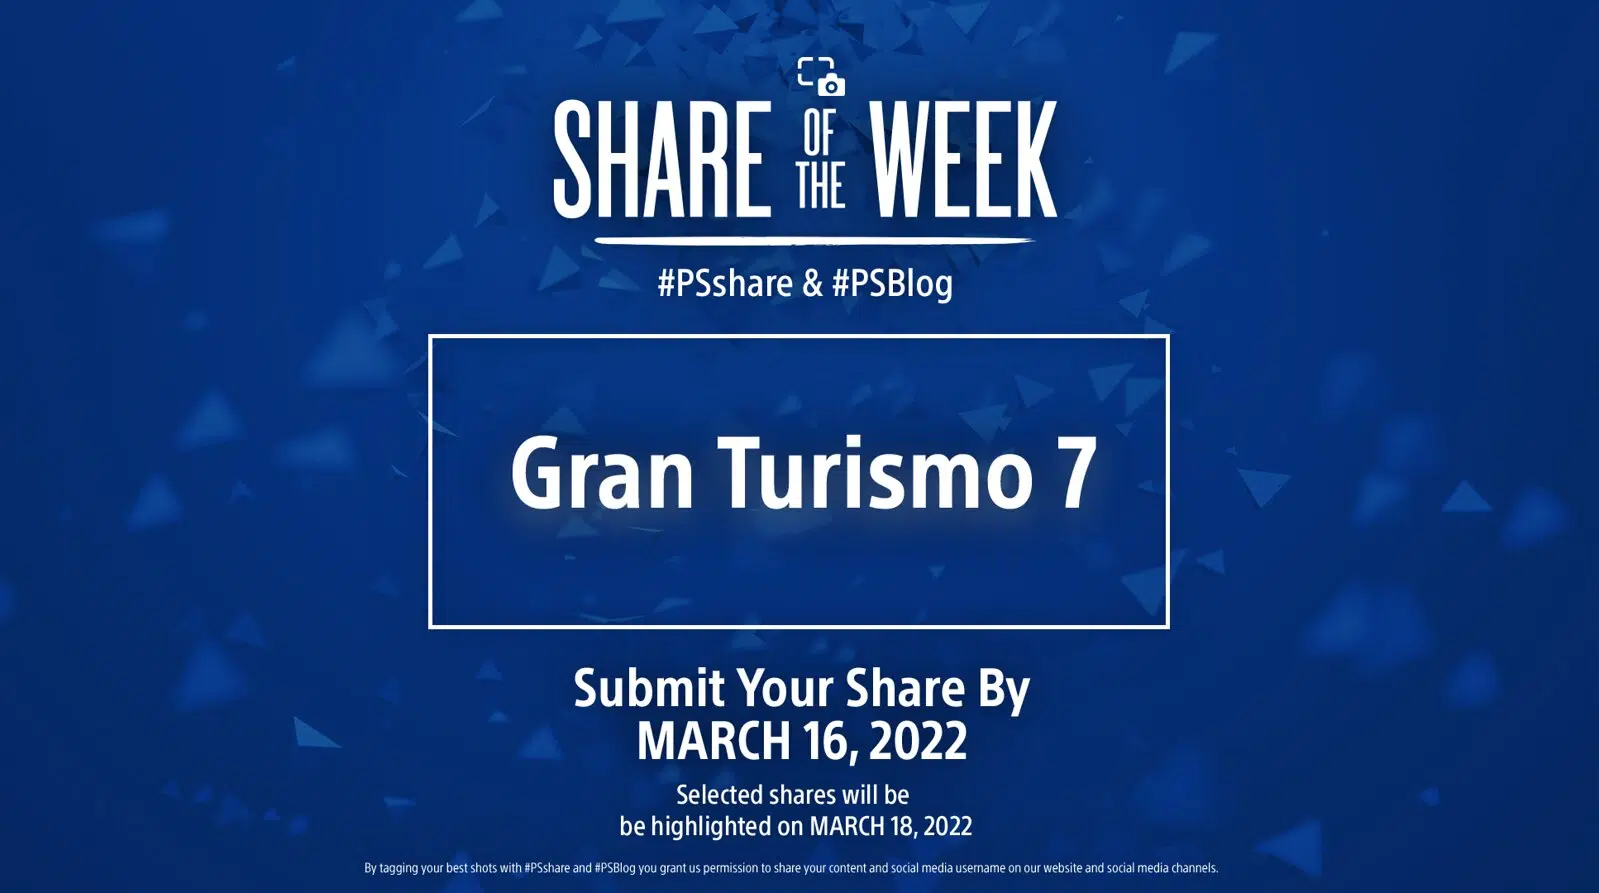 SHARE OF THE WEEK
#PSshare & #PSBlog
Gran Turismo 7
Submit Your Share By
MARCH 16, 2022
Selected shares will be
be highlighted on MARCH 18, 2022
By tagging your best shots with #PSshare and #PSBlog you grant us permission to share your content and social media username on our website and social media channels.